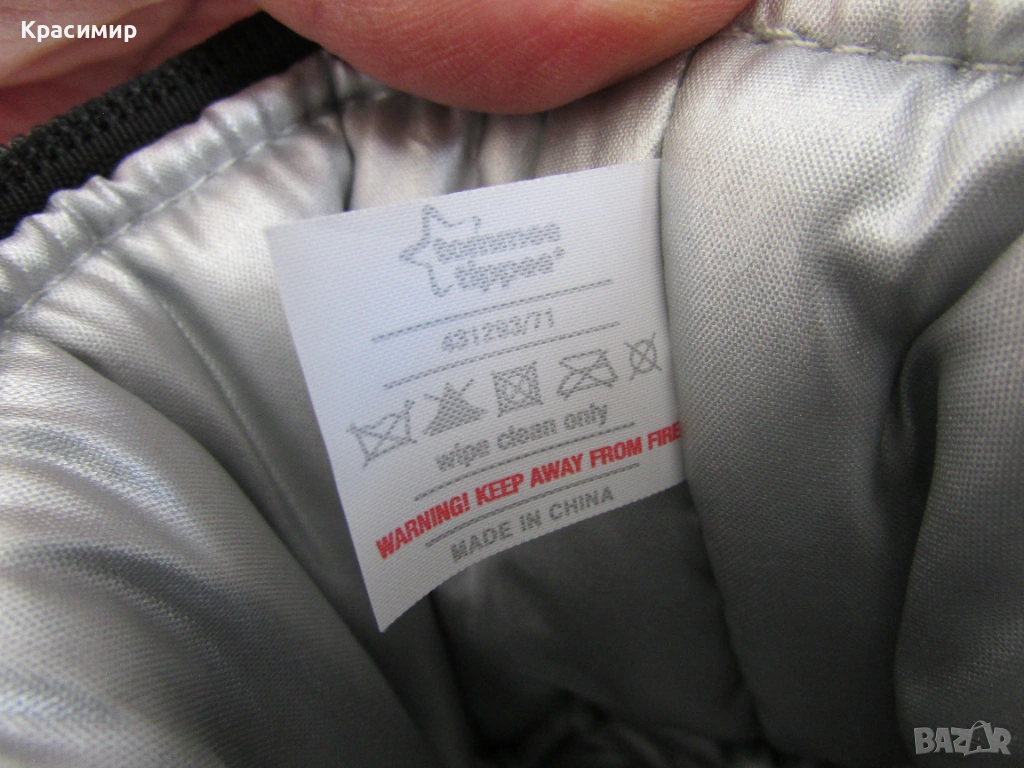 Красимир
tommee
tippee®
431293/71
wipe clean only
WARNING! KEEP AWAY FROM FIRE
MADE IN CHINA
BAZAR